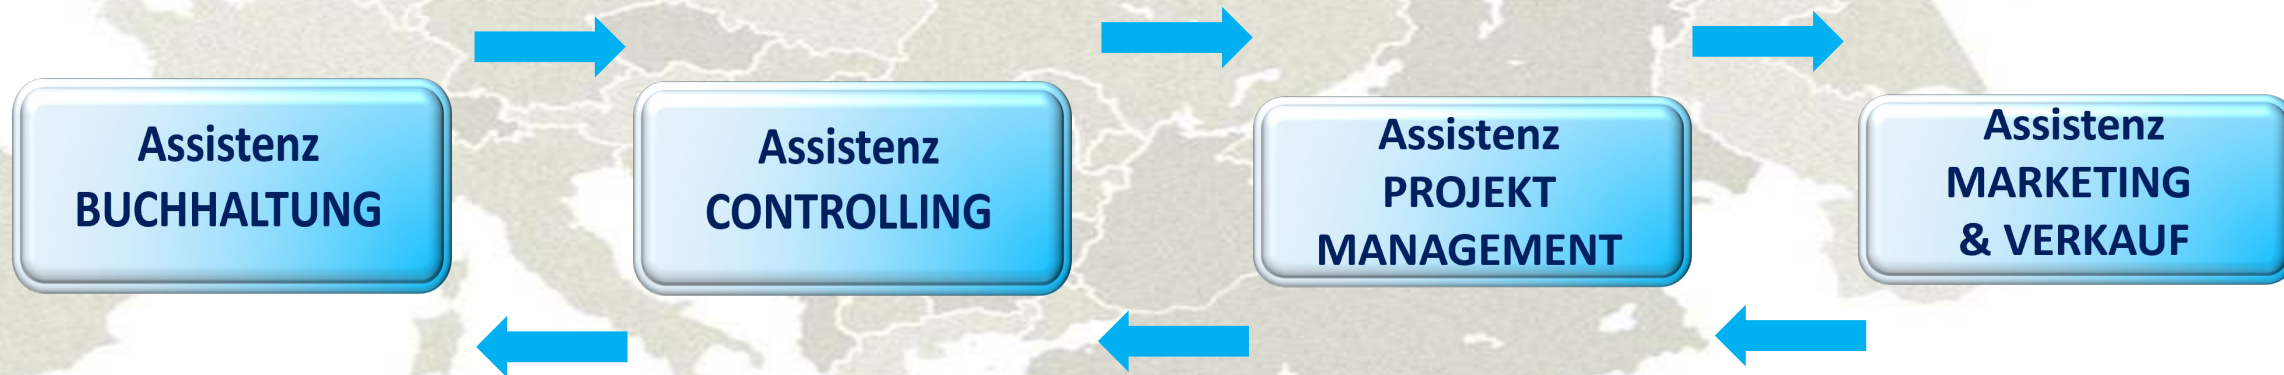 Assistenz
BUCHHALTUNG
Assistenz
CONTROLLING
Assistenz
PROJEKT
MANAGEMENT
Assistenz
MARKETING
& VERKAUF